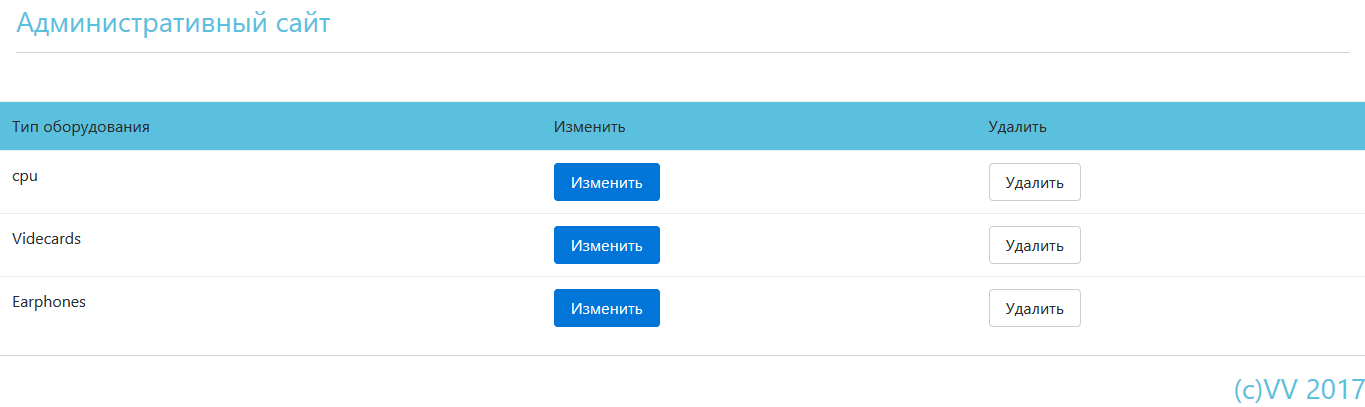 Административный сайт
Тип оборудования Изменить Удалить
cpu Изменить Удалить
Videcards Изменить Удалить
Earphones Изменить Удалить
(c)VV 2017